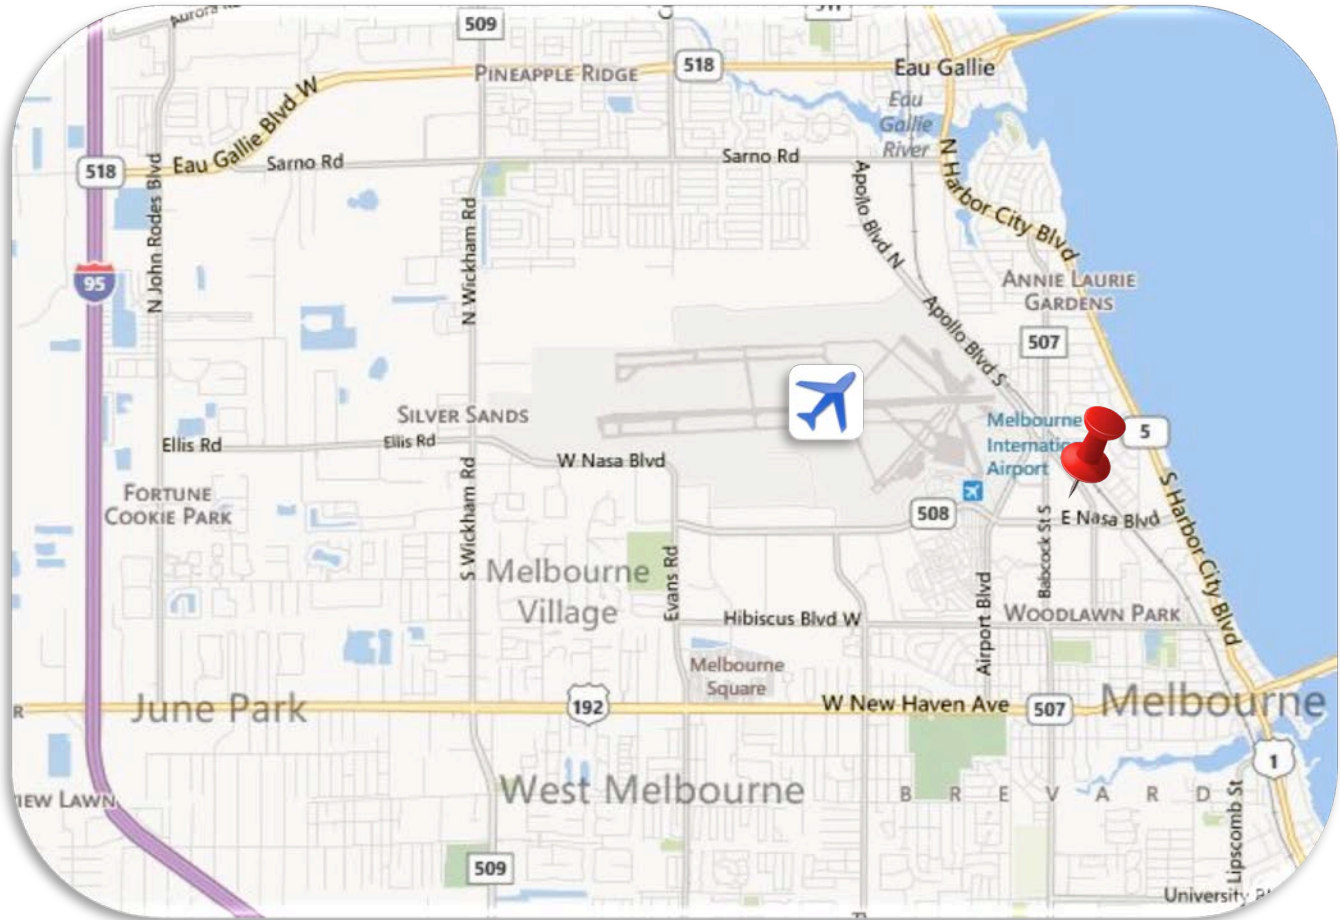 Aurora
509
518
PINEAPPLE RIDGE
Eau Gallie
Eau
Gallie
River
Eau Gallie Blvd W
518
Sarno Rd
Sarno Rd
N John Rodes Blvd
N Wickham Rd
Apollo Blvd N
N Harbor City Blvd
95
ANNIE LAURIE
GARDENS
Apollo Blvd S
507
SILVER SANDS
Ellis Rd
Ellis Rd
W Nasa Blvd
Melbourne
Airport
5
FORTUNE
COOKIE PARK
S Wickham Rd
508
E Nasa Blvd
S Harbor City Blvd
Babcock St S
Melbourne
Village
Evans Rd
Airport Blvd
Hibiscus Blvd W
WOODLAWN PARK
Melbourne
Square
June Park
192
W New Haven Ave
507
Melbourne
1
West Melbourne
BREVARD
LAWN
Lipscomb St
509
University